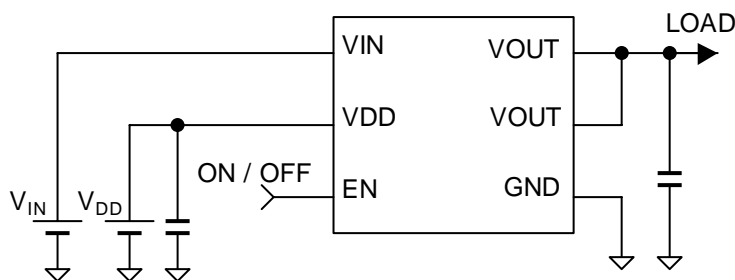 LOAD
VIN
VOUT
VDD
VOUT
ON / OFF
EN
GND
VIN
VDD